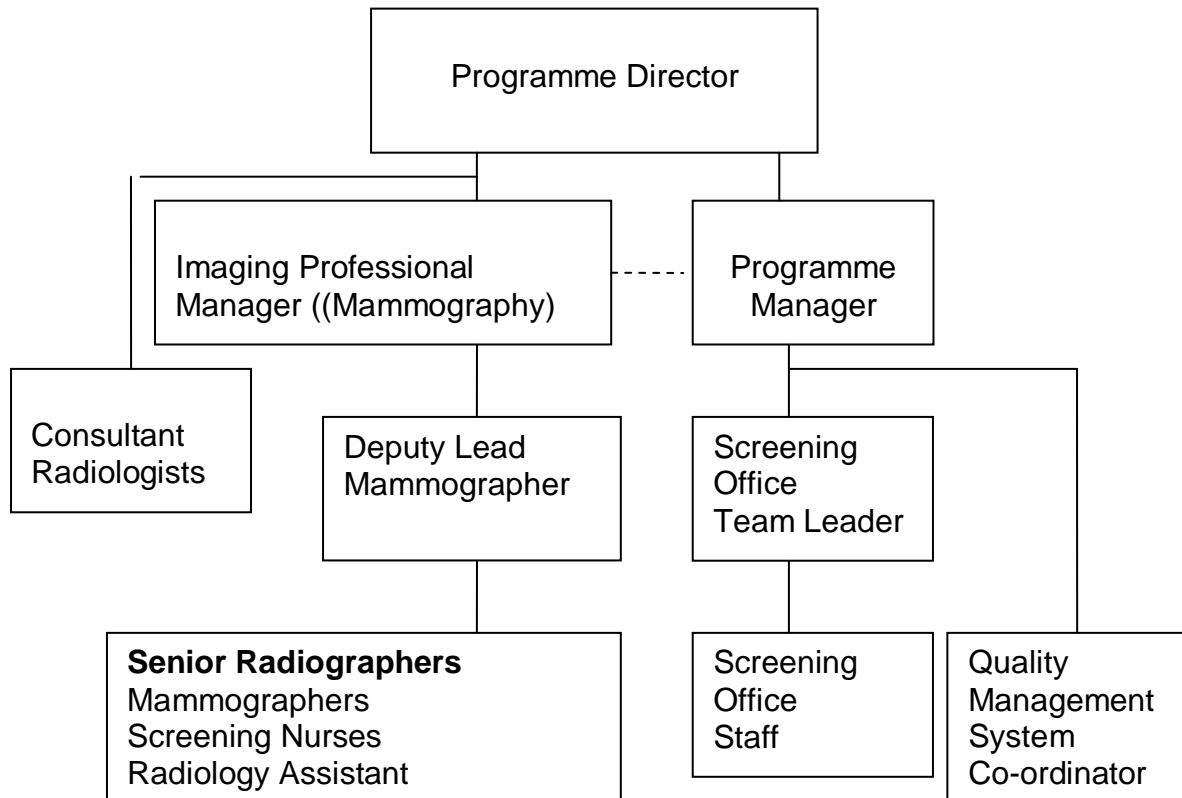 Programme Director
Imaging Professional
Manager ((Mammography)
Programme
Manager
Consultant
Radiologists
Deputy Lead
Mammographer
Screening
Office
Team Leader
Senior Radiographers
Mammographers
Screening Nurses
Radiology Assistant
Screening
Office
Staff
Quality
Management
System
Co-ordinator